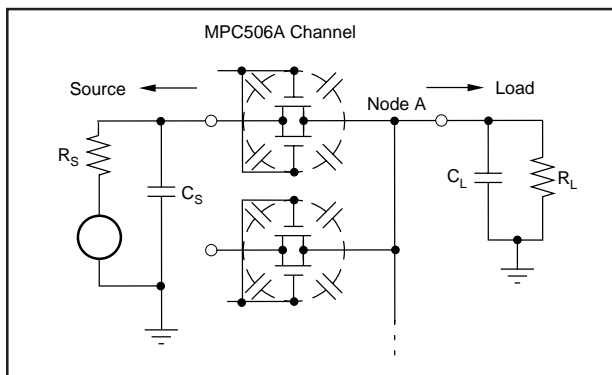 MPC506A Channel
Source
Load
Node A
R_S
C_S
C_L
R_L